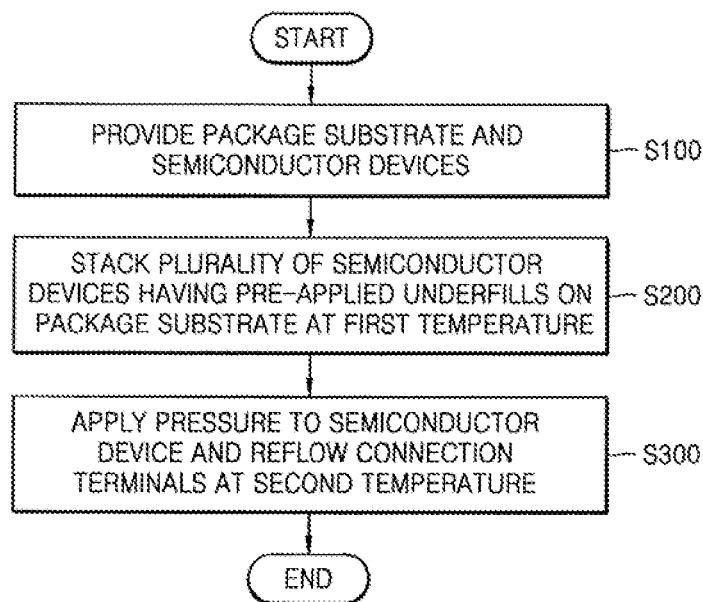 START
PROVIDE PACKAGE SUBSTRATE AND
SEMICONDUCTOR DEVICES
S100
STACK PLURALITY OF SEMICONDUCTOR
DEVICES HAVING PRE-APPLIED UNDERFILLS ON
PACKAGE SUBSTRATE AT FIRST TEMPERATURE
S200
APPLY PRESSURE TO SEMICONDUCTOR
DEVICE AND REFLOW CONNECTION
TERMINALS AT SECOND TEMPERATURE
S300
END